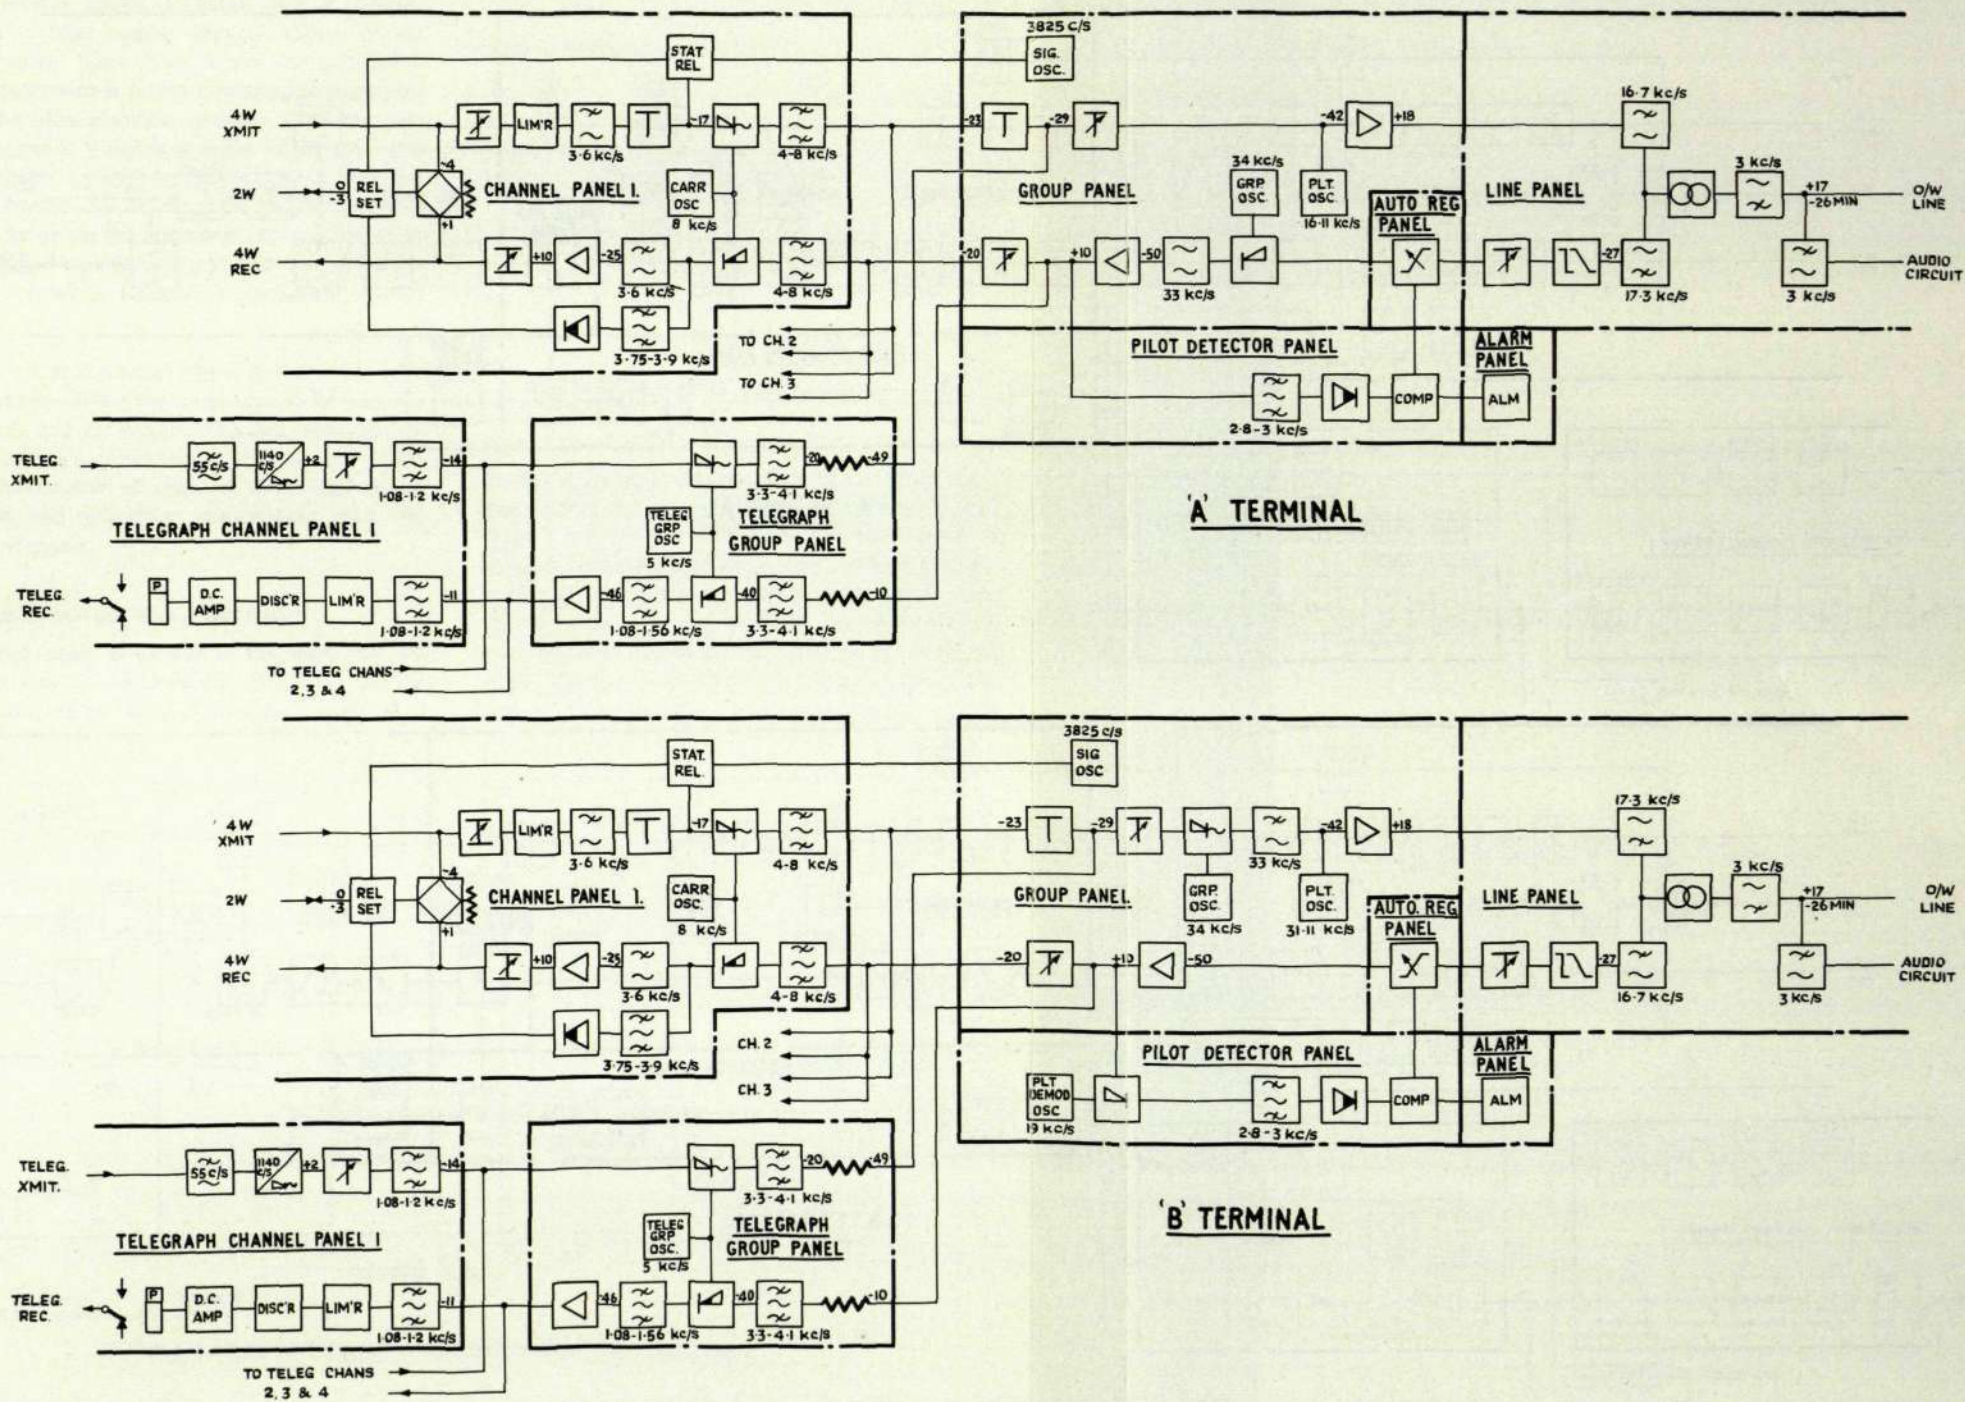 3825 C/S
SIG.
OSC.
STAT
REL
4W
XMIT
LIM'R
3·6 kc/s
-17
4-8 kc/s
-23
-29
-42
+18
16·7 kc/s
-4
2W
0
-3
REL
SET
CHANNEL PANEL 1.
CARR
OSC
8 kc/s
+1
GROUP PANEL
34 kc/s
GRP.
OSC.
PLT.
OSC.
16·11 kc/s
AUTO REG
PANEL
LINE PANEL
3 kc/s
+17
-26 MIN
O/W
LINE
4W
REC
+10
-25
3·6 kc/s
4-8 kc/s
-20
+10
-50
33 kc/s
-27
17·3 kc/s
3 kc/s
AUDIO
CIRCUIT
3·75-3·9 kc/s
TO CH. 2
TO CH. 3
PILOT DETECTOR PANEL
ALARM
PANEL
2·8-3 kc/s
COMP
ALM
TELEG
XMIT.
55 c/s
1140
c/s
+2
-14
1·08-1·2 kc/s
3·3-4·1 kc/s
-20
-49
TELEGRAPH CHANNEL PANEL 1
TELEG
GRP
OSC
5 kc/s
TELEGRAPH
GROUP PANEL
'A' TERMINAL
TELEG.
REC.
P
D.C.
AMP
DISC'R
LIM'R
1·08-1·2 kc/s
-11
-46
1·08-1·56 kc/s
-40
3·3-4·1 kc/s
-10
TO TELEG CHANS
2, 3 & 4
3825 c/s
SIG
OSC
STAT.
REL.
4W
XMIT
LIM'R
3·6 kc/s
-17
4-8 kc/s
-23
-29
33 kc/s
-42
+18
17·3 kc/s
-4
2W
0
-3
REL
SET
CHANNEL PANEL 1.
CARR
OSC.
8 kc/s
+1
GROUP PANEL.
GRP.
OSC.
34 kc/s
PLT.
OSC.
31·11 kc/s
AUTO. REG
PANEL
LINE PANEL
3 kc/s
+17
-26 MIN
O/W
LINE
4W
REC
+10
-25
3·6 kc/s
4-8 kc/s
-20
+10
-50
-27
16·7 kc/s
3 kc/s
AUDIO
CIRCUIT
3·75-3·9 kc/s
CH. 2
CH. 3
PILOT DETECTOR PANEL
ALARM
PANEL
PLT
DEMOD
OSC
19 kc/s
2·8-3 kc/s
COMP
ALM
TELEG.
XMIT.
55 c/s
1140
c/s
+2
-14
1·08-1·2 kc/s
3·3-4·1 kc/s
-20
-49
TELEGRAPH CHANNEL PANEL 1
TELEG
GRP
OSC.
5 kc/s
TELEGRAPH
GROUP PANEL
'B' TERMINAL
TELEG.
REC.
P
D.C.
AMP
DISC'R
LIM'R
1·08-1·2 kc/s
-11
-46
1·08-1·56 kc/s
-40
3·3-4·1 kc/s
-10
TO TELEG CHANS
2, 3 & 4